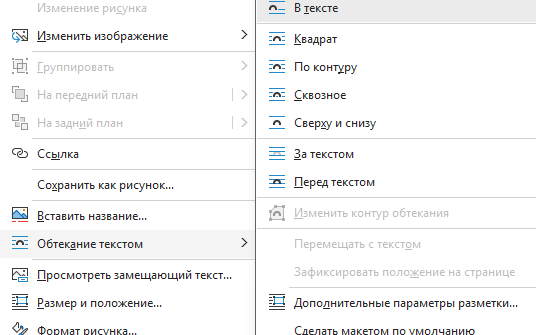 Изменение рисунка
Изменить изображение
Группировать
На передний план
На задний план
Ссылка
Сохранить как рисунок...
Вставить название...
Обтекание текстом
Просмотреть замещающий текст...
Размер и положение...
Формат рисунка...
В тексте
Квадрат
По контуру
Сквозное
Сверху и снизу
За текстом
Перед текстом
Изменить контур обтекания
Перемещать с текстом
Зафиксировать положение на странице
Дополнительные параметры разметки...
Сделать макетом по умолчанию